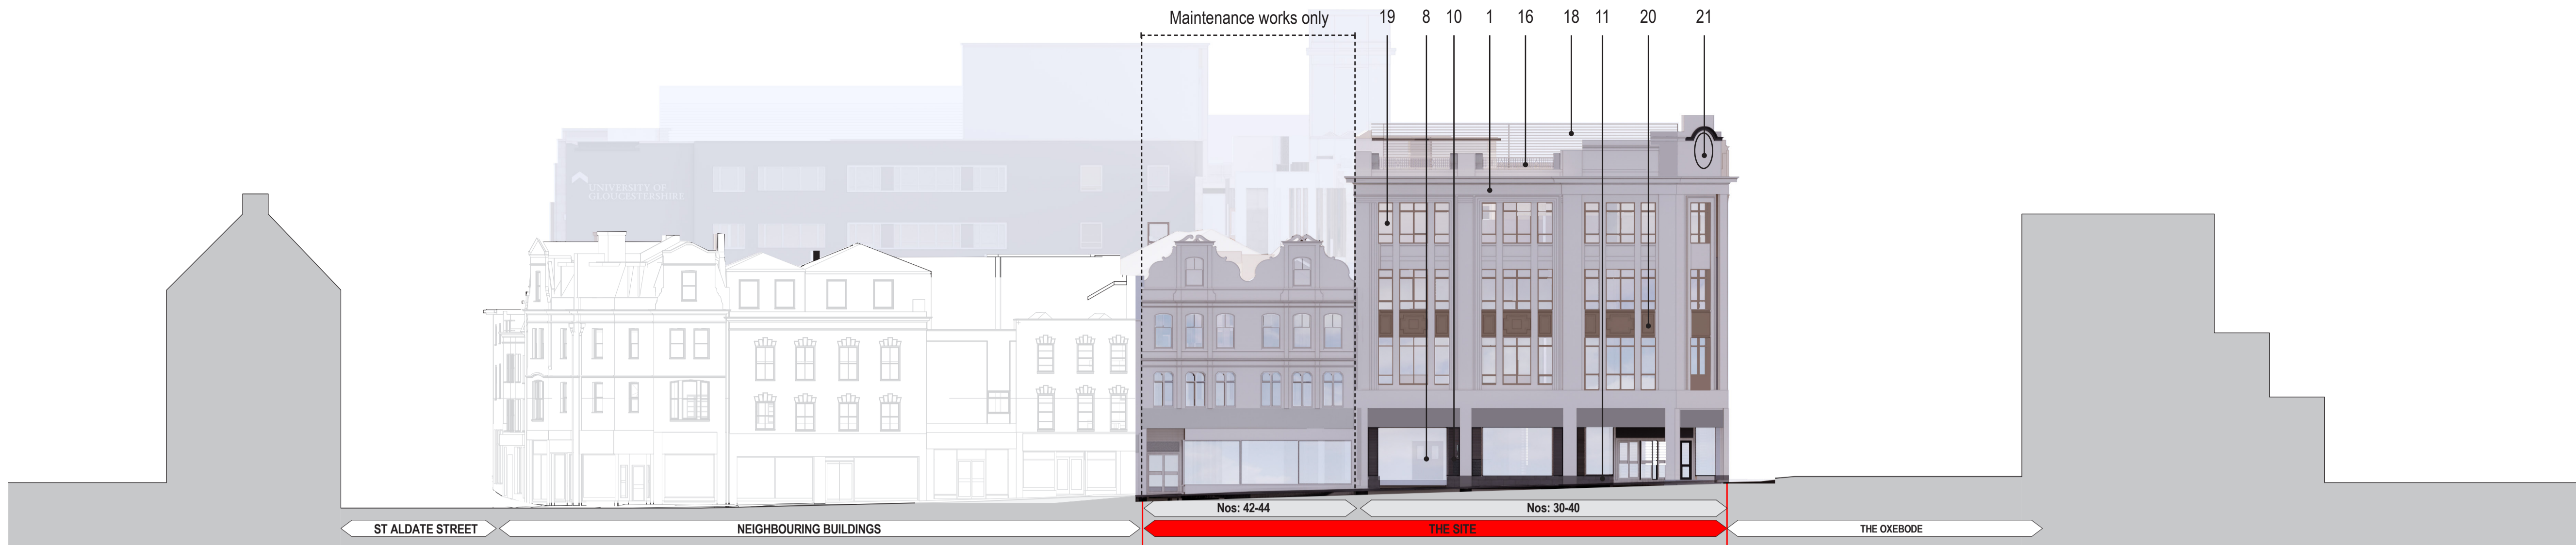 Maintenance works only
19 8 10 1 16 18 11 20 21
UNIVERSITY OF
GLOUCESTERSHIRE
Nos: 42-44
Nos: 30-40
ST ALDATE STREET
NEIGHBOURING BUILDINGS
THE SITE
THE OXEBODE